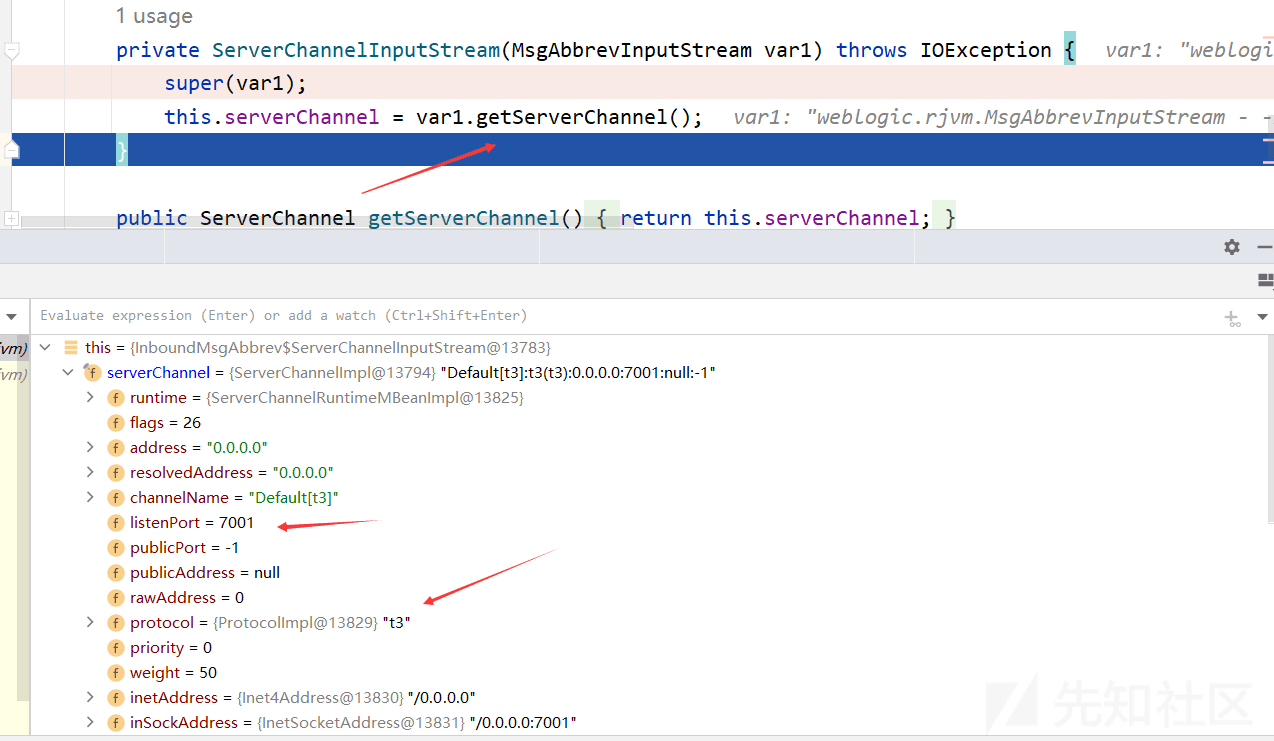 1 usage
private ServerChannelInputStream(MsgAbbrevInputStream var1) throws IOException { var1: "weblogi
super(var1);
this.serverChannel = var1.getServerChannel(); var1: "weblogic.rjvm.MsgAbbrevInputStream - -
}
public ServerChannel getServerChannel() { return this.serverChannel; }
Evaluate expression (Enter) or add a watch (Ctrl+Shift+Enter)
vm) this = {InboundMsgAbbrev$ServerChannelInputStream@13783}
vm) serverChannel = {ServerChannelImpl@13794} "Default[t3]:t3(t3):0.0.0.0:7001:null:-1"
runtime = {ServerChannelRuntimeMBeanImpl@13825}
flags = 26
address = "0.0.0.0"
resolvedAddress = "0.0.0.0"
channelName = "Default[t3]"
listenPort = 7001
publicPort = -1
publicAddress = null
rawAddress = 0
protocol = {ProtocolImpl@13829} "t3"
priority = 0
weight = 50
inetAddress = {Inet4Address@13830} "/0.0.0.0"
inSockAddress = {InetSocketAddress@13831} "/0.0.0.0:7001"
先知社区